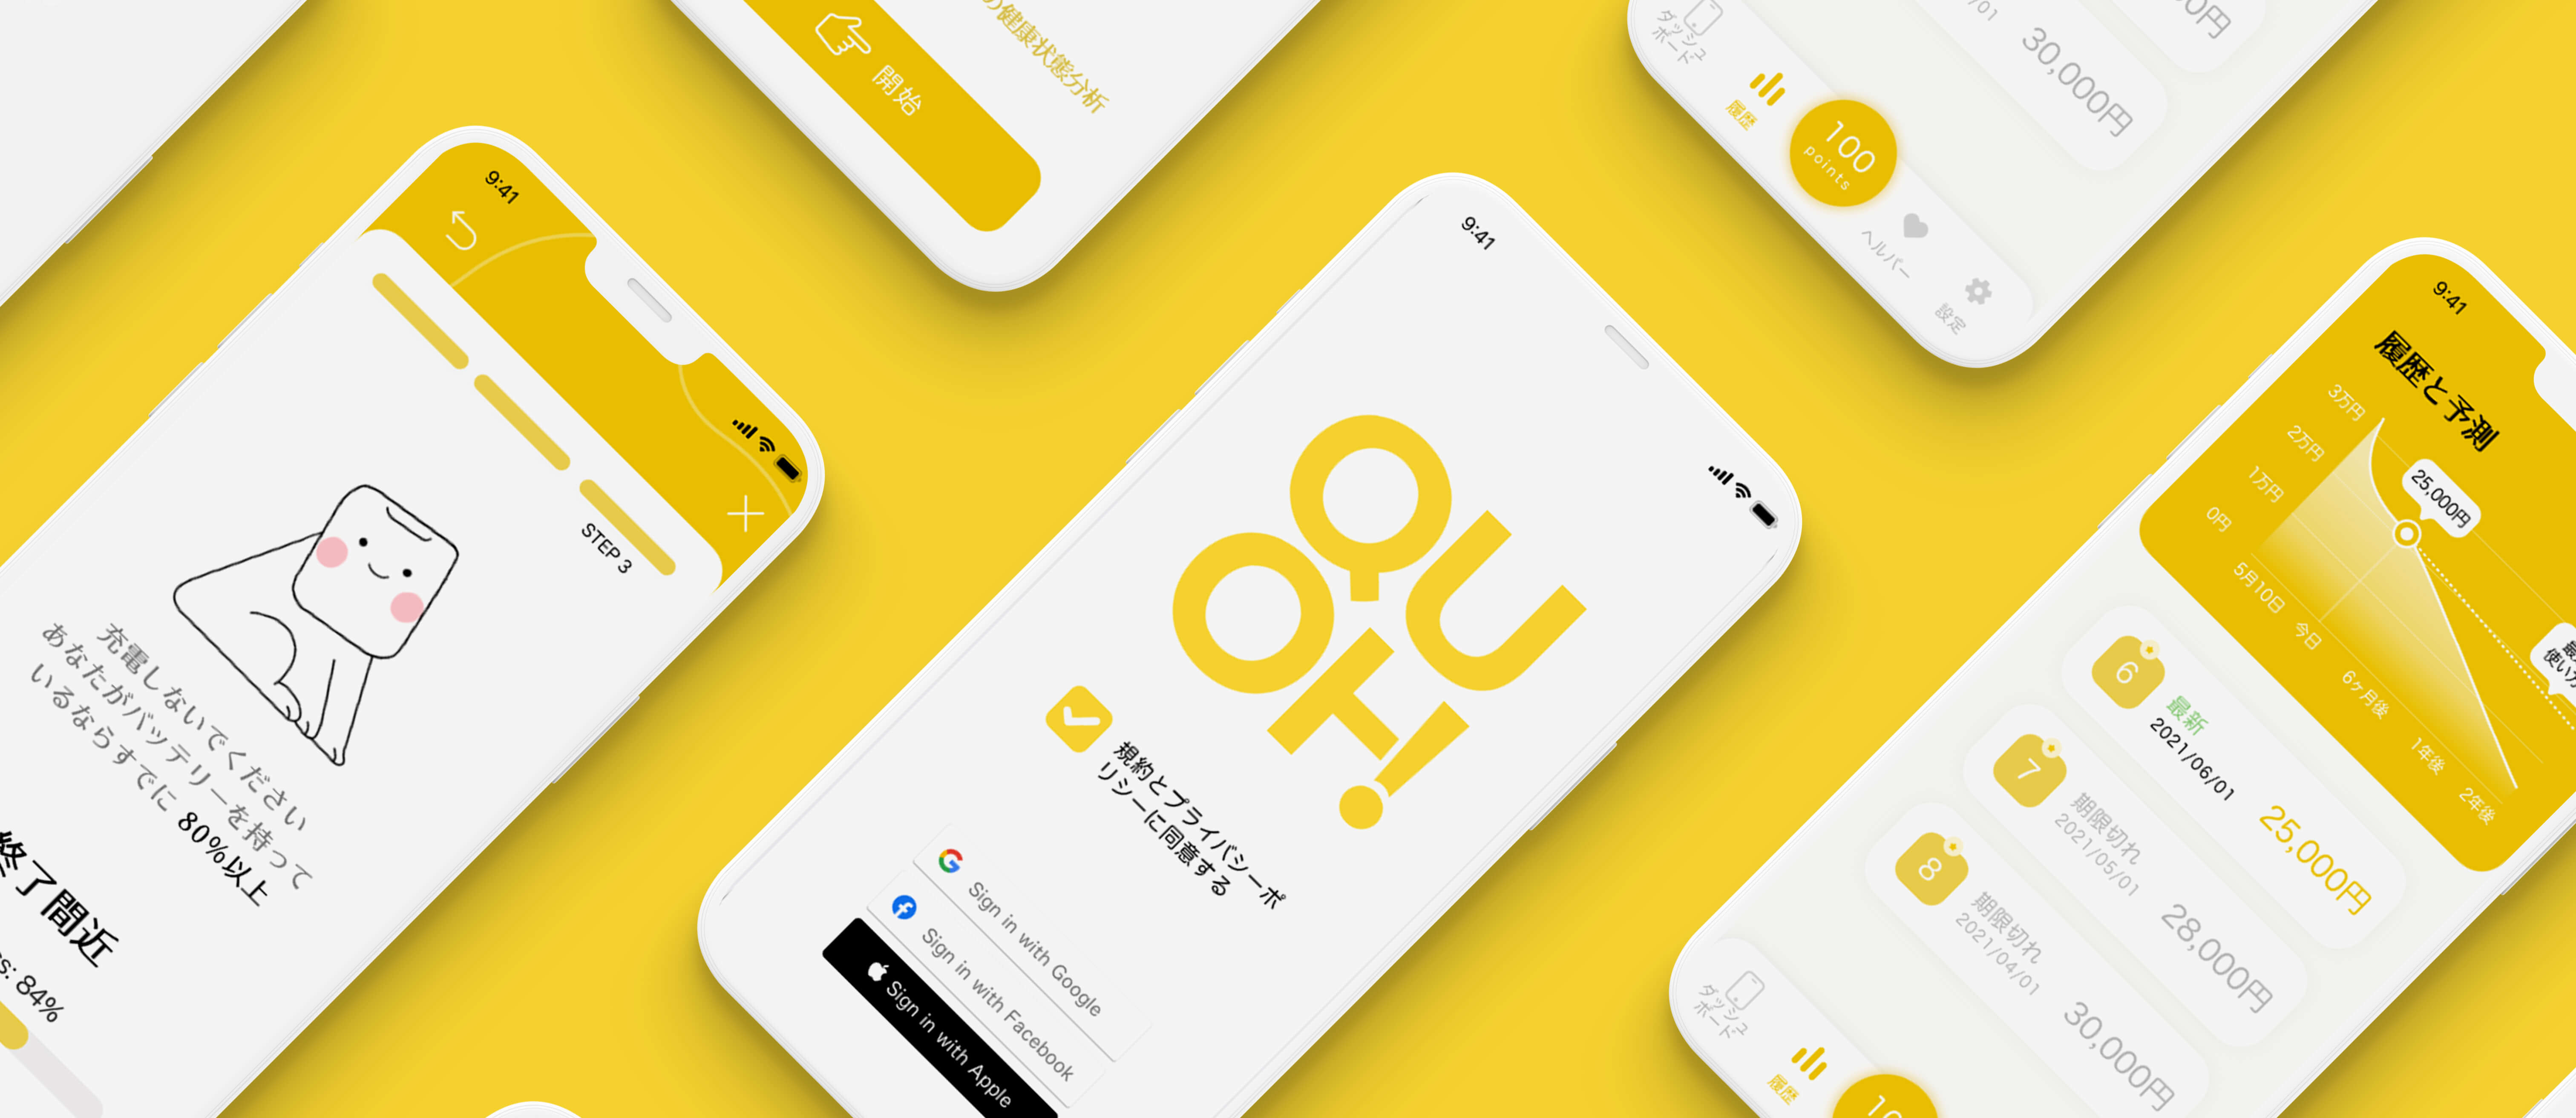 の健康状態分析
開始
9:41
STEP 3
充電しないでください
あなたがバッテリーを持って
いるならすでに 80%以上
終了間近
s: 84%
9:41
QU
OH!
規約とプライバシーポ
リシーに同意する
Sign in with Google
Sign in with Facebook
Sign in with Apple
/01
30,000円
ダッシュ
ボード
履歴
100
points
ヘルパー
設定
9:41
履歴と予測
3万円
2万円
1万円
0円
25,000円
5月10日
今日
6ケ月後
1年後
2年後
6
最新
2021/06/01
25,000円
7
期限切れ
2021/05/01
28,000円
8
期限切れ
2021/04/01
30,000円
ダッシュ
ボード
履歴